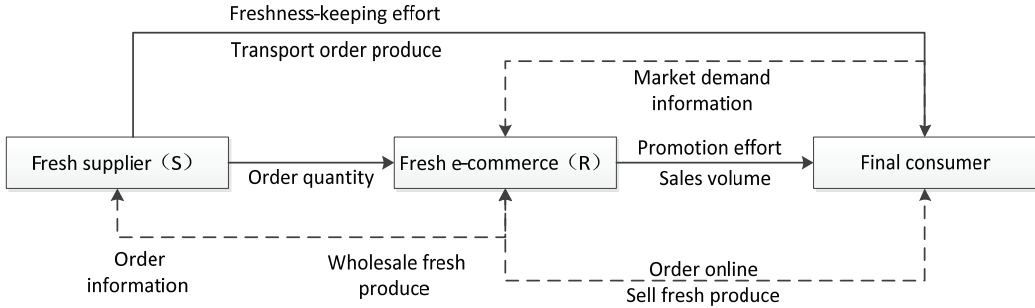 Freshness-keeping effort
Transport order produce
Market demand
information
Fresh supplier（S）
Order quantity
Fresh e-commerce（R）
Promotion effort
Sales volume
Final consumer
Order
information
Wholesale fresh
produce
Order online
Sell fresh produce